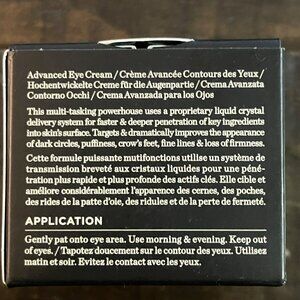 Advanced Eye Cream / Crème Avancée Contours des Yeux /
Hochentwickelte Creme für die Augenpartie / Crema Avanzata
Contorno Occhi / Crema Avanzada para los Ojos
This multi-tasking powerhouse uses a proprietary liquid crystal
delivery system for faster & deeper penetration of key ingredients
into skin's surface. Targets & dramatically improves the appearance
of dark circles, puffiness, crow's feet, fine lines & loss of firmness.
Cette formule puissante mutifonctions utilise un système de
transmission breveté aux cristaux liquides pour une péné-
tration plus rapide et plus profonde des actifs clés. Elle cible et
améliore considérablement l'apparence des cernes, des poches,
des rides de la patte d'oie, des ridules et de la perte de fermeté.
APPLICATION
Gently pat onto eye area. Use morning & evening. Keep out
of eyes. / Tapotez doucement sur le contour des yeux. Utilisez
matin et soir. Evitez le contact avec les yeux.